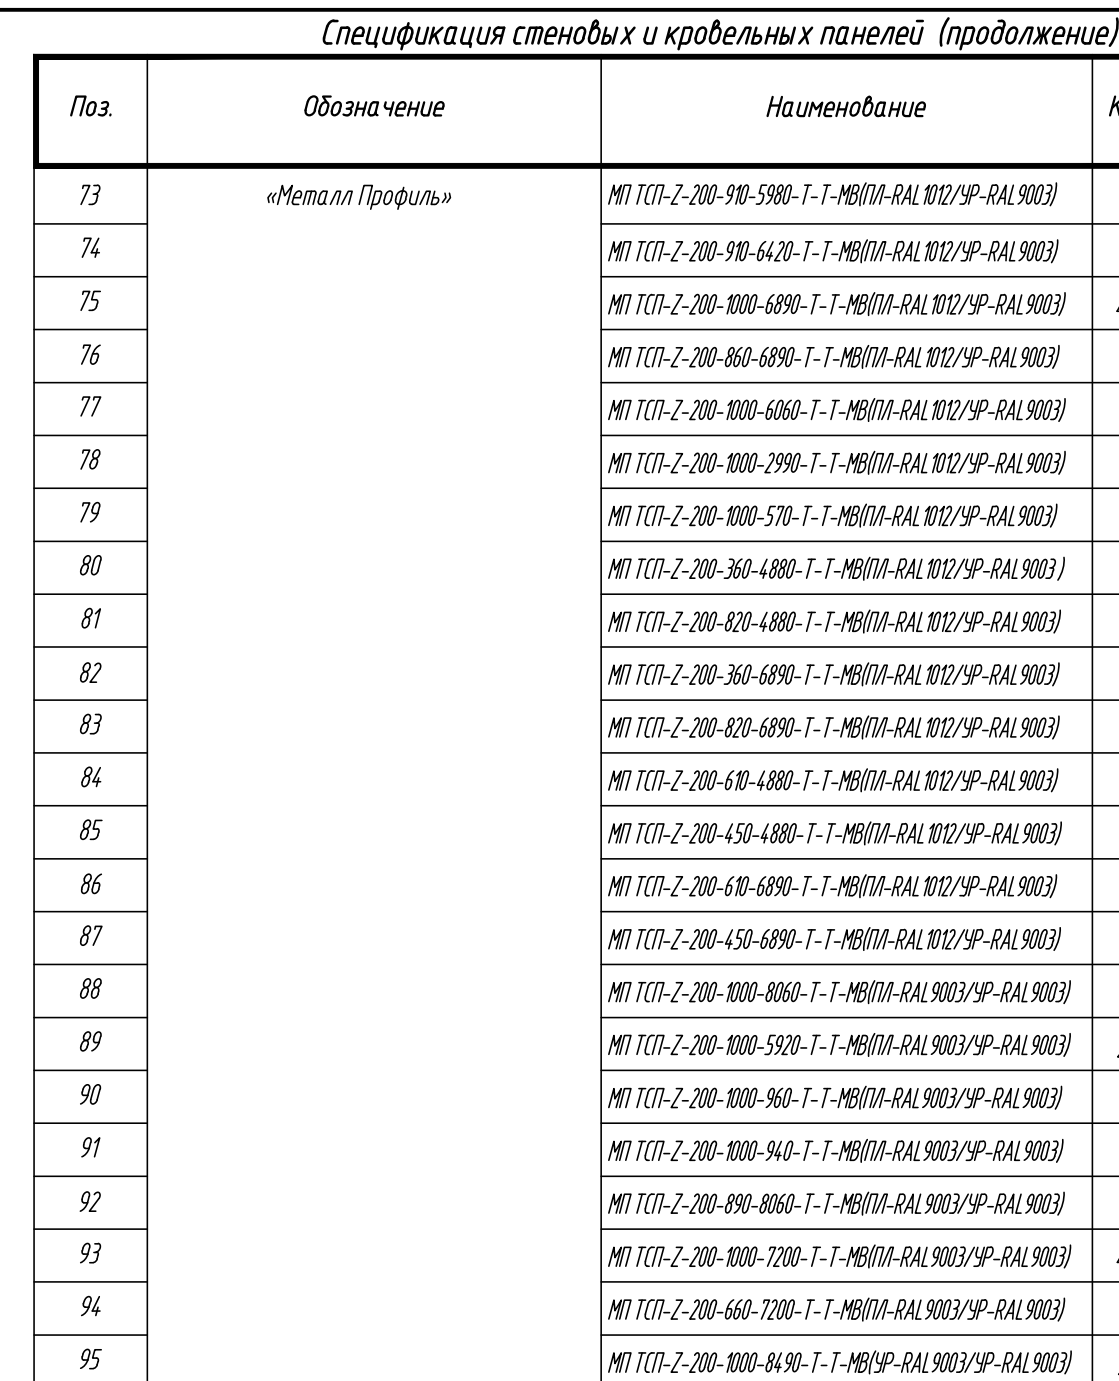 Спецификация стеновых и кровельных панелей (продолжение)
Поз. Обозначение Наименование
73 «Металл Профиль» МП ТСП-Z-200-910-5980-Т-Т-МВ(ПЛ-RAL1012/УР-RAL9003)
74 МП ТСП-Z-200-910-6420-Т-Т-МВ(ПЛ-RAL1012/УР-RAL9003)
75 МП ТСП-Z-200-1000-6890-Т-Т-МВ(ПЛ-RAL1012/УР-RAL9003)
76 МП ТСП-Z-200-860-6890-Т-Т-МВ(ПЛ-RAL1012/УР-RAL9003)
77 МП ТСП-Z-200-1000-6060-Т-Т-МВ(ПЛ-RAL1012/УР-RAL9003)
78 МП ТСП-Z-200-1000-2990-Т-Т-МВ(ПЛ-RAL1012/УР-RAL9003)
79 МП ТСП-Z-200-1000-570-Т-Т-МВ(ПЛ-RAL1012/УР-RAL9003)
80 МП ТСП-Z-200-360-4880-Т-Т-МВ(ПЛ-RAL1012/УР-RAL9003)
81 МП ТСП-Z-200-820-4880-Т-Т-МВ(ПЛ-RAL1012/УР-RAL9003)
82 МП ТСП-Z-200-360-6890-Т-Т-МВ(ПЛ-RAL1012/УР-RAL9003)
83 МП ТСП-Z-200-820-6890-Т-Т-МВ(ПЛ-RAL1012/УР-RAL9003)
84 МП ТСП-Z-200-610-4880-Т-Т-МВ(ПЛ-RAL1012/УР-RAL9003)
85 МП ТСП-Z-200-450-4880-Т-Т-МВ(ПЛ-RAL1012/УР-RAL9003)
86 МП ТСП-Z-200-610-6890-Т-Т-МВ(ПЛ-RAL1012/УР-RAL9003)
87 МП ТСП-Z-200-450-6890-Т-Т-МВ(ПЛ-RAL1012/УР-RAL9003)
88 МП ТСП-Z-200-1000-8060-Т-Т-МВ(ПЛ-RAL9003/УР-RAL9003)
89 МП ТСП-Z-200-1000-5920-Т-Т-МВ(ПЛ-RAL9003/УР-RAL9003)
90 МП ТСП-Z-200-1000-960-Т-Т-МВ(ПЛ-RAL9003/УР-RAL9003)
91 МП ТСП-Z-200-1000-940-Т-Т-МВ(ПЛ-RAL9003/УР-RAL9003)
92 МП ТСП-Z-200-890-8060-Т-Т-МВ(ПЛ-RAL9003/УР-RAL9003)
93 МП ТСП-Z-200-1000-7200-Т-Т-МВ(ПЛ-RAL9003/УР-RAL9003)
94 МП ТСП-Z-200-660-7200-Т-Т-МВ(ПЛ-RAL9003/УР-RAL9003)
95 МП ТСП-Z-200-1000-8490-Т-Т-МВ(УР-RAL9003/УР-RAL9003)